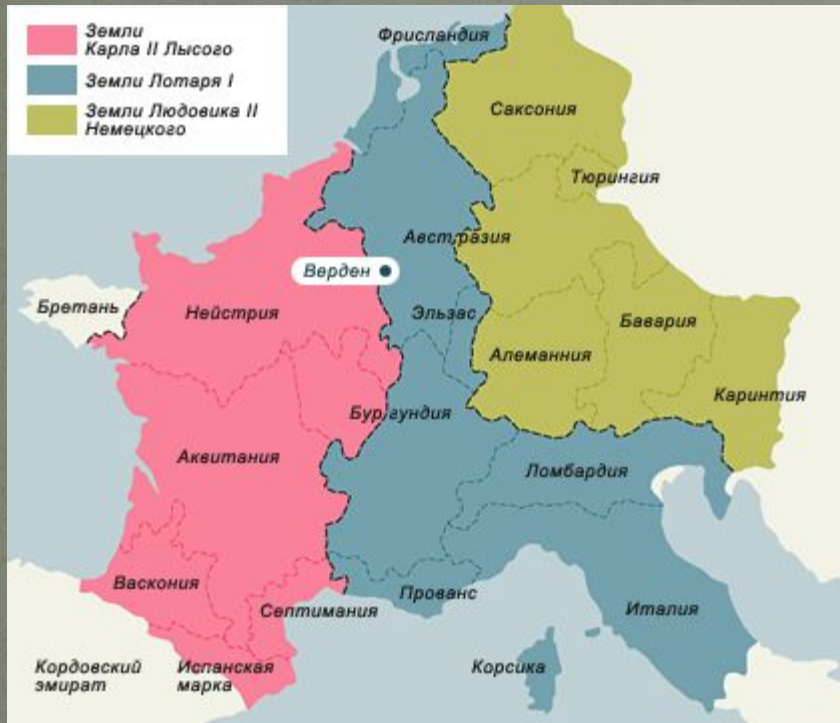 Земли
Карла II Лысого
Земли Лотаря I
Земли Людовика II
Немецкого
Фрисландия
Саксония
Тюрингия
Австразия
Верден
Бретань
Нейстрия
Эльзас
Бавария
Алеманния
Каринтия
Бургундия
Аквитания
Ломбардия
Васкония
Септимания
Прованс
Италия
Кордовский
эмират
Испанская
марка
Корсика